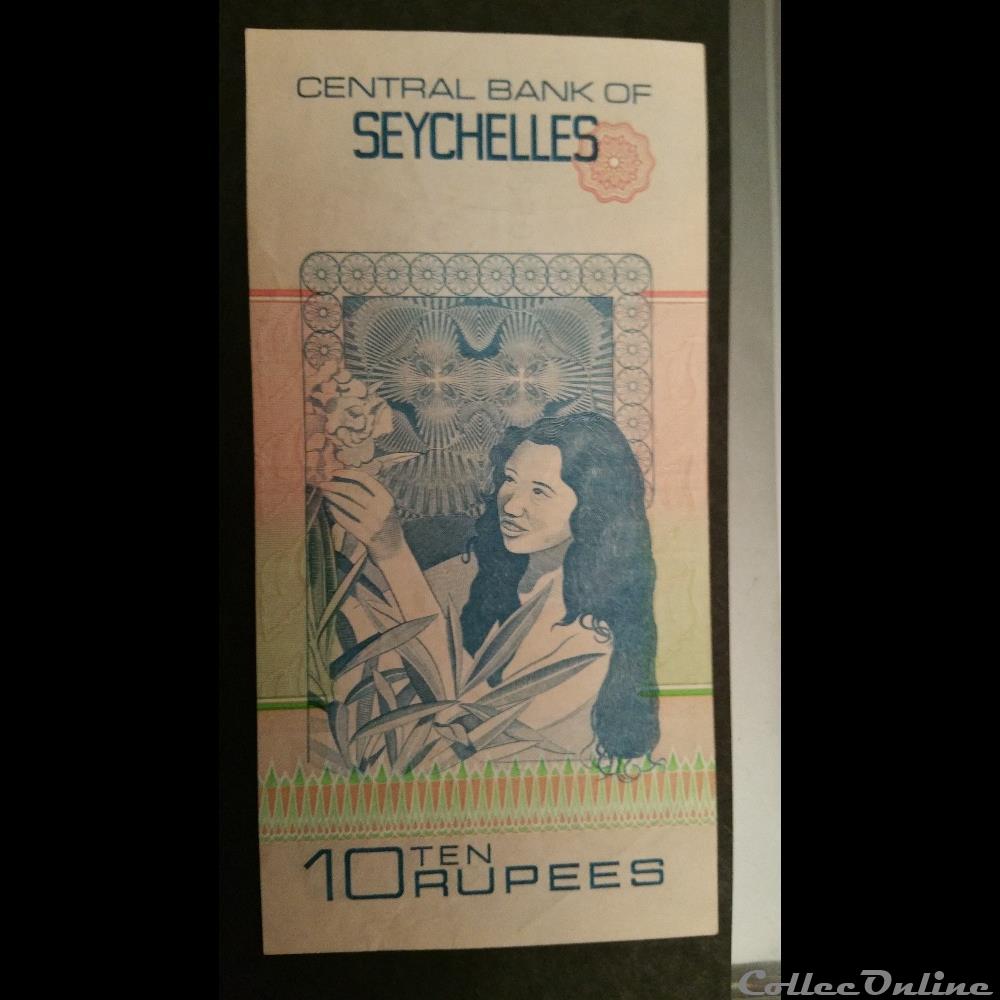 CENTRAL BANK OF
SEYCHELLES
10 TEN
RUPEES
CollecOnline